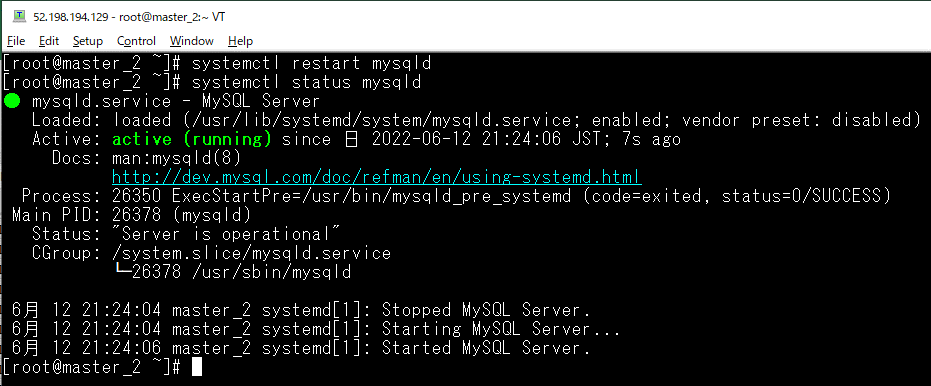 52.198.194.129 - root@master_2:~ VT
File Edit Setup Control Window Help
[root@master_2 ~]# systemctl restart mysqld
[root@master_2 ~]# systemctl status mysqld
● mysqld.service - MySQL Server
Loaded: loaded (/usr/lib/systemd/system/mysqld.service; enabled; vendor preset: disabled)
Active: active (running) since 日 2022-06-12 21:24:06 JST; 7s ago
Docs: man:mysqld(8)
http://dev.mysql.com/doc/refman/en/using-systemd.html
Process: 26350 ExecStartPre=/usr/bin/mysqld_pre_systemd (code=exited, status=0/SUCCESS)
Main PID: 26378 (mysqld)
Status: "Server is operational"
CGroup: /system.slice/mysqld.service
└─26378 /usr/sbin/mysqld
6月 12 21:24:04 master_2 systemd[1]: Stopped MySQL Server.
6月 12 21:24:04 master_2 systemd[1]: Starting MySQL Server...
6月 12 21:24:06 master_2 systemd[1]: Started MySQL Server.
[root@master_2 ~]#